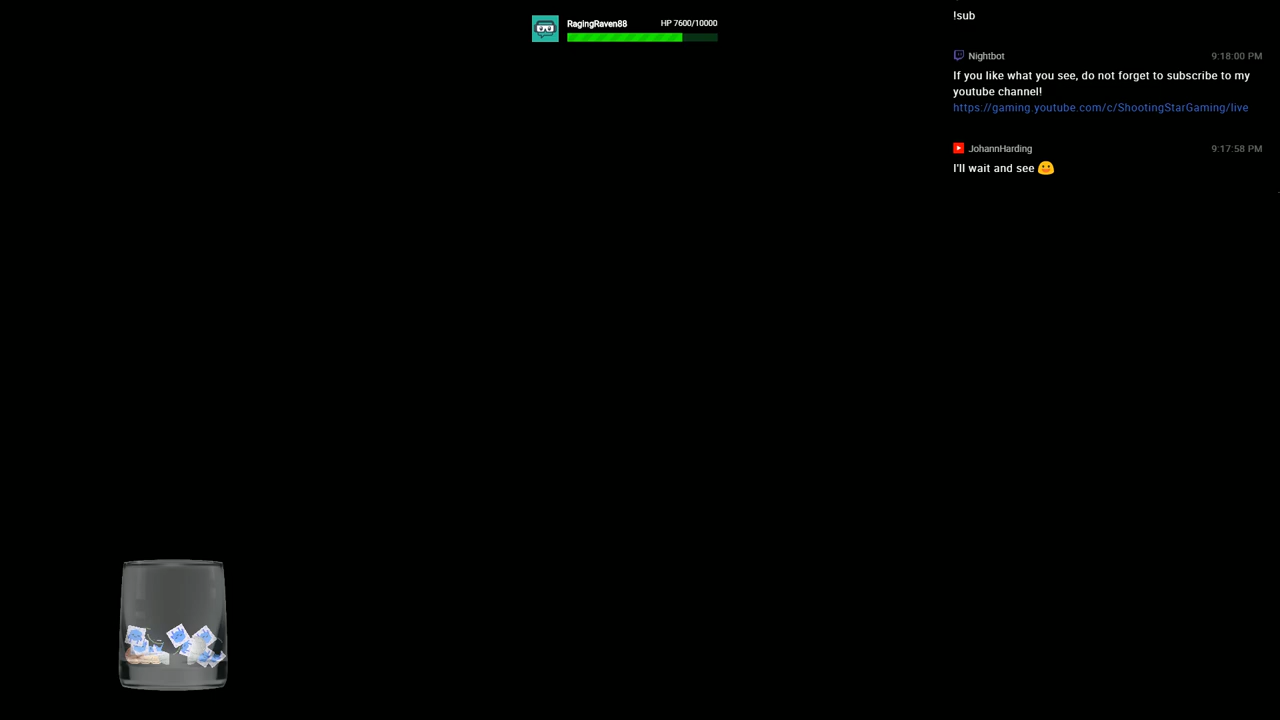 RagingRaven88 HP 7600/10000
!sub
Nightbot 9:18:00 PM
If you like what you see, do not forget to subscribe to my
youtube channel!
https://gaming.youtube.com/c/ShootingStarGaming/live
JohannHarding 9:17:58 PM
I'll wait and see